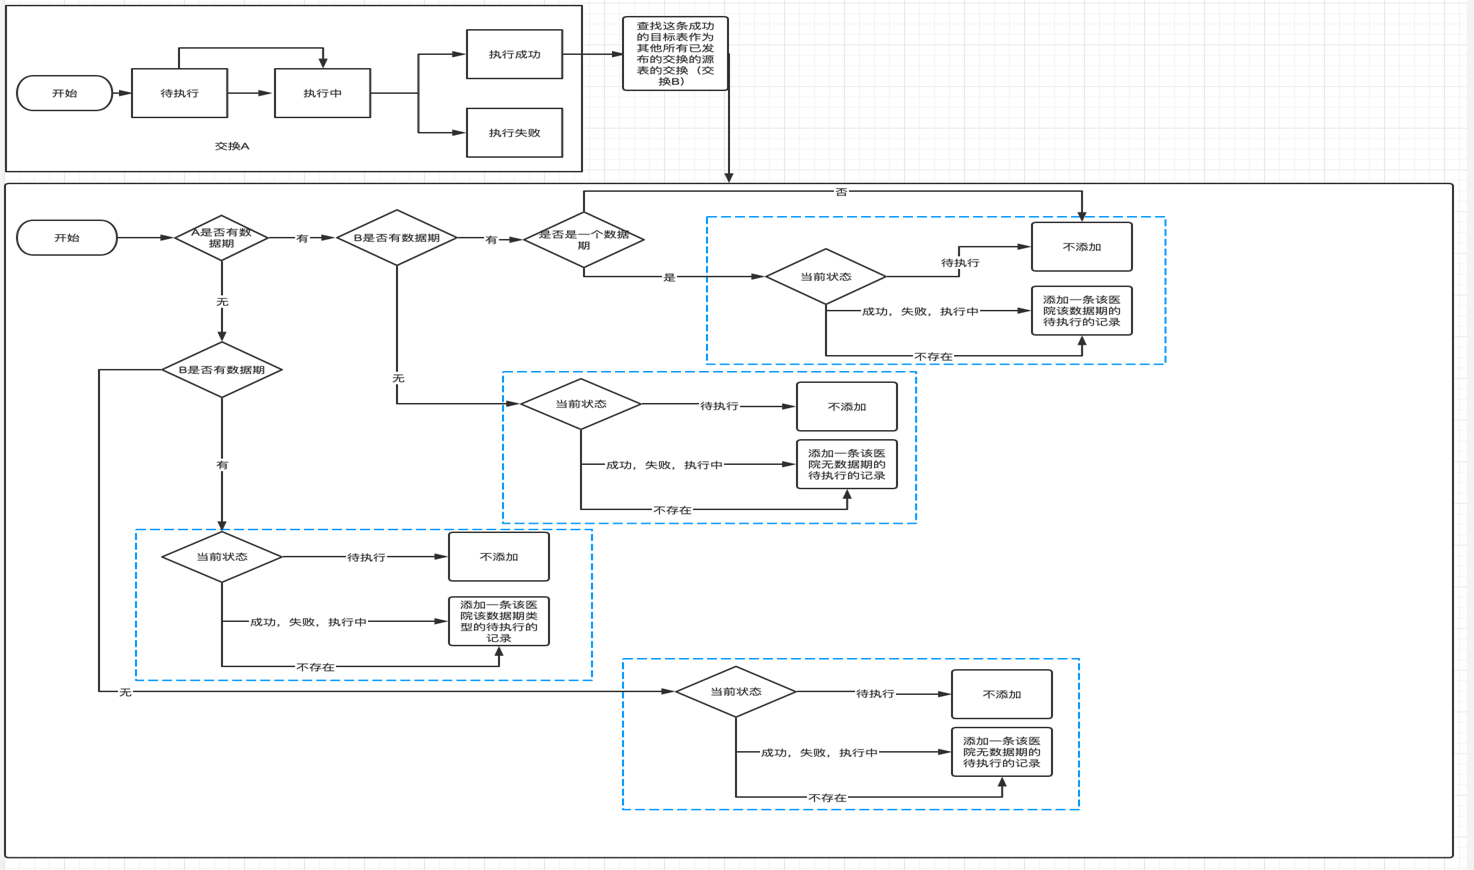 开始
待执行
执行中
执行成功
执行失败
交换A
查找这条成功
的目标表作为
其他所有已发
布的交换的源
表的交换（交
换B）
否
开始
A是否有数
据期
有
B是否有数据期
有
是否是一个数据
期
是
当前状态
待执行
不添加
成功，失败，执行中
添加一条该医
院该数据期的
待执行的记录
不存在
无
B是否有数据期
无
当前状态
待执行
不添加
成功，失败，执行中
添加一条该医
院无数据期的
待执行的记录
不存在
有
当前状态
待执行
不添加
成功，失败，执行中
添加一条该医
院该数据期类
型的待执行的
记录
不存在
无
当前状态
待执行
不添加
成功，失败，执行中
添加一条该医
院无数据期的
待执行的记录
不存在